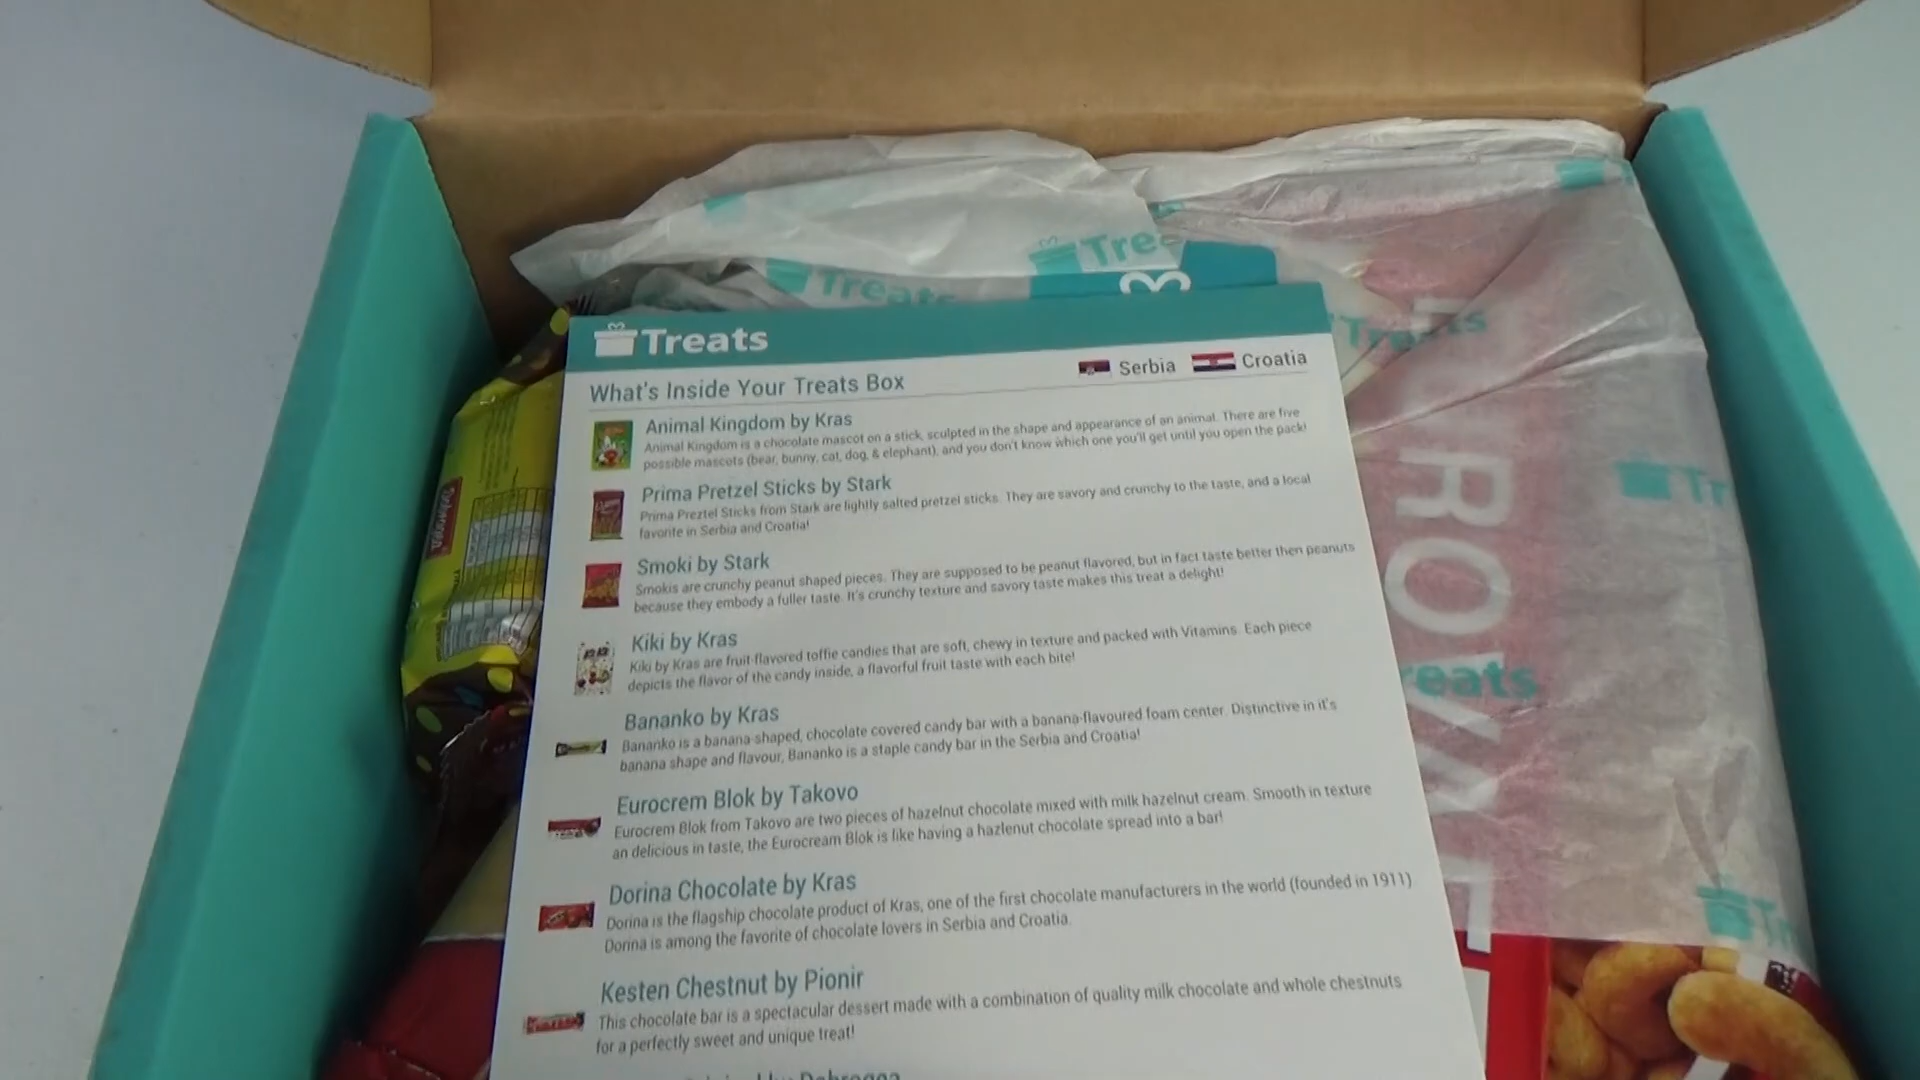 Treats
Treats
Treats
Serbia Croatia
What's Inside Your Treats Box
Animal Kingdom by Kras
Animal Kingdom is a chocolate mascot on a stick, sculpted in the shape and appearance of an animal. There are five
possible mascots (bear, bunny, cat, dog, & elephant), and you don't know which one you'll get until you open the pack!
Prima Pretzel Sticks by Stark
Prima Preztel Sticks from Stark are lightly salted pretzel sticks. They are savory and crunchy to the taste, and a local
favorite in Serbia and Croatia!
Smoki by Stark
Smokis are crunchy peanut shaped pieces. They are supposed to be peanut flavored, but in fact taste better then peanuts
because they embody a fuller taste. It's crunchy texture and savory taste makes this treat a delight!
Kiki by Kras
Kiki by Kras are fruit-flavored toffie candies that are soft, chewy in texture and packed with Vitamins. Each piece
depicts the flavor of the candy inside, a flavorful fruit taste with each bite!
Bananko by Kras
Bananko is a banana-shaped, chocolate covered candy bar with a banana-flavoured foam center. Distinctive in it's
banana shape and flavour, Bananko is a staple candy bar in the Serbia and Croatia!
Eurocrem Blok by Takovo
Eurocrem Blok from Takovo are two pieces of hazelnut chocolate mixed with milk hazelnut cream. Smooth in texture
an delicious in taste, the Eurocream Blok is like having a hazlenut chocolate spread into a bar!
Dorina Chocolate by Kras
Dorina is the flagship chocolate product of Kras, one of the first chocolate manufacturers in the world (founded in 1911)
Dorina is among the favorite of chocolate lovers in Serbia and Croatia.
Kesten Chestnut by Pionir
This chocolate bar is a spectacular dessert made with a combination of quality milk chocolate and whole chestnuts
for a perfectly sweet and unique treat!
Tre
eats
Tr